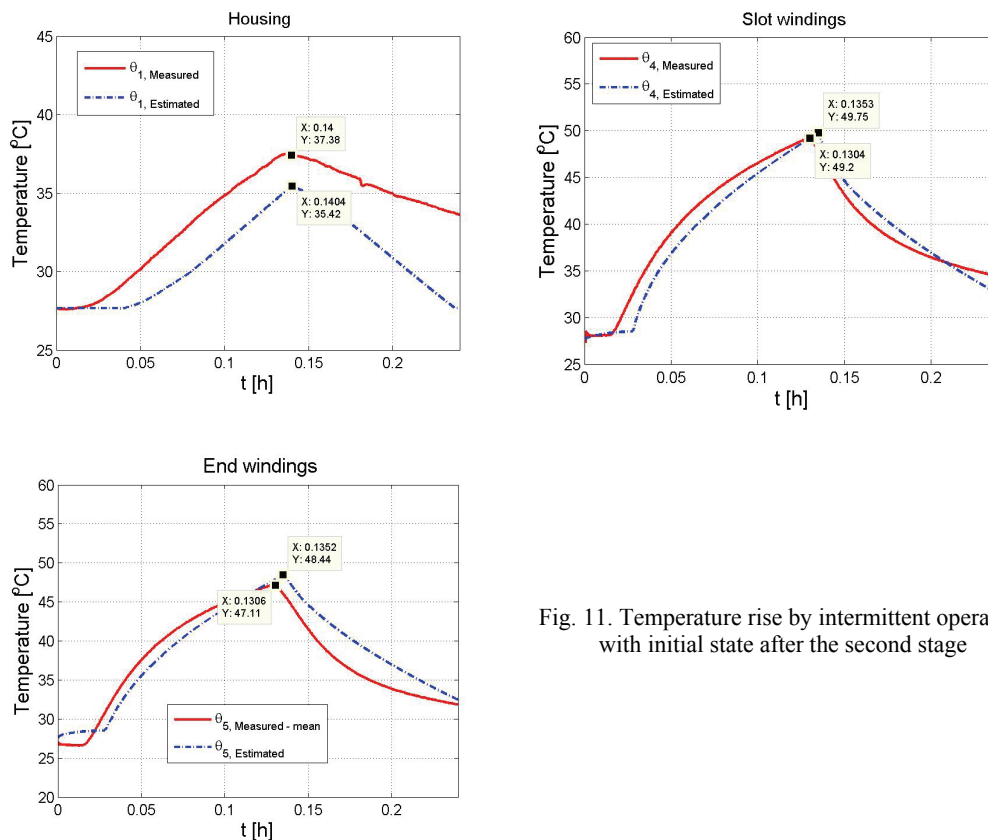 Housing
Temperature [ºC]
45
40
35
30
25
θ1, Measured
θ1, Estimated
X: 0.14
Y: 37.38
X: 0.1404
Y: 35.42
0 0.05 0.1 0.15 0.2
t [h]
Slot windings
Temperature [ºC]
60
55
50
45
40
35
30
25
θ4, Measured
θ4, Estimated
X: 0.1353
Y: 49.75
X: 0.1304
Y: 49.2
0 0.05 0.1 0.15 0.2
t [h]
End windings
Temperature [ºC]
60
55
50
45
40
35
30
25
20
X: 0.1352
Y: 48.44
X: 0.1306
Y: 47.11
θ5, Measured - mean
θ5, Estimated
0 0.05 0.1 0.15 0.2
t [h]
Fig. 11. Temperature rise by intermittent opera
with initial state after the second stage